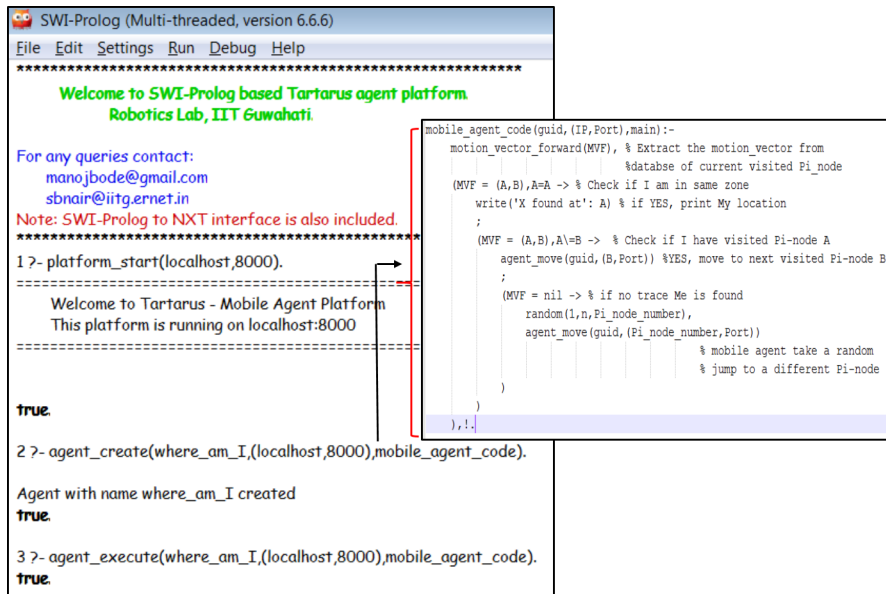 SWI-Prolog (Multi-threaded, version 6.6.6)
File Edit Settings Run Debug Help
************************************************************
Welcome to SWI-Prolog based Tartarus agent platform.
Robotics Lab, IIT Guwahati.
For any queries contact:
manojbode@gmail.com
sbnair@iitg.ernet.in
Note: SWI-Prolog to NXT interface is also included.
************************************************
1 ?- platform_start(localhost,8000).
================================================
Welcome to Tartarus - Mobile Agent Platform
This platform is running on localhost:8000
================================================
true.
2 ?- agent_create(where_am_I,(localhost,8000),mobile_agent_code).
Agent with name where_am_I created
true.
3 ?- agent_execute(where_am_I,(localhost,8000),mobile_agent_code).
true.
mobile_agent_code(guid,(IP,Port),main):-
motion_vector_forward(MVF), % Extract the motion_vector from
%databse of current visited Pi_node
(MVF = (A,B),A=A -> % Check if I am in same zone
write('X found at': A) % if YES, print My location
;
(MVF = (A,B),A\=B -> % Check if I have visited Pi-node A
agent_move(guid,(B,Port)) %YES, move to next visited Pi-node B
;
(MVF = nil -> % if no trace Me is found
random(1,n,Pi_node_number),
agent_move(guid,(Pi_node_number,Port))
% mobile agent take a random
% jump to a different Pi-node
)
)
),!.